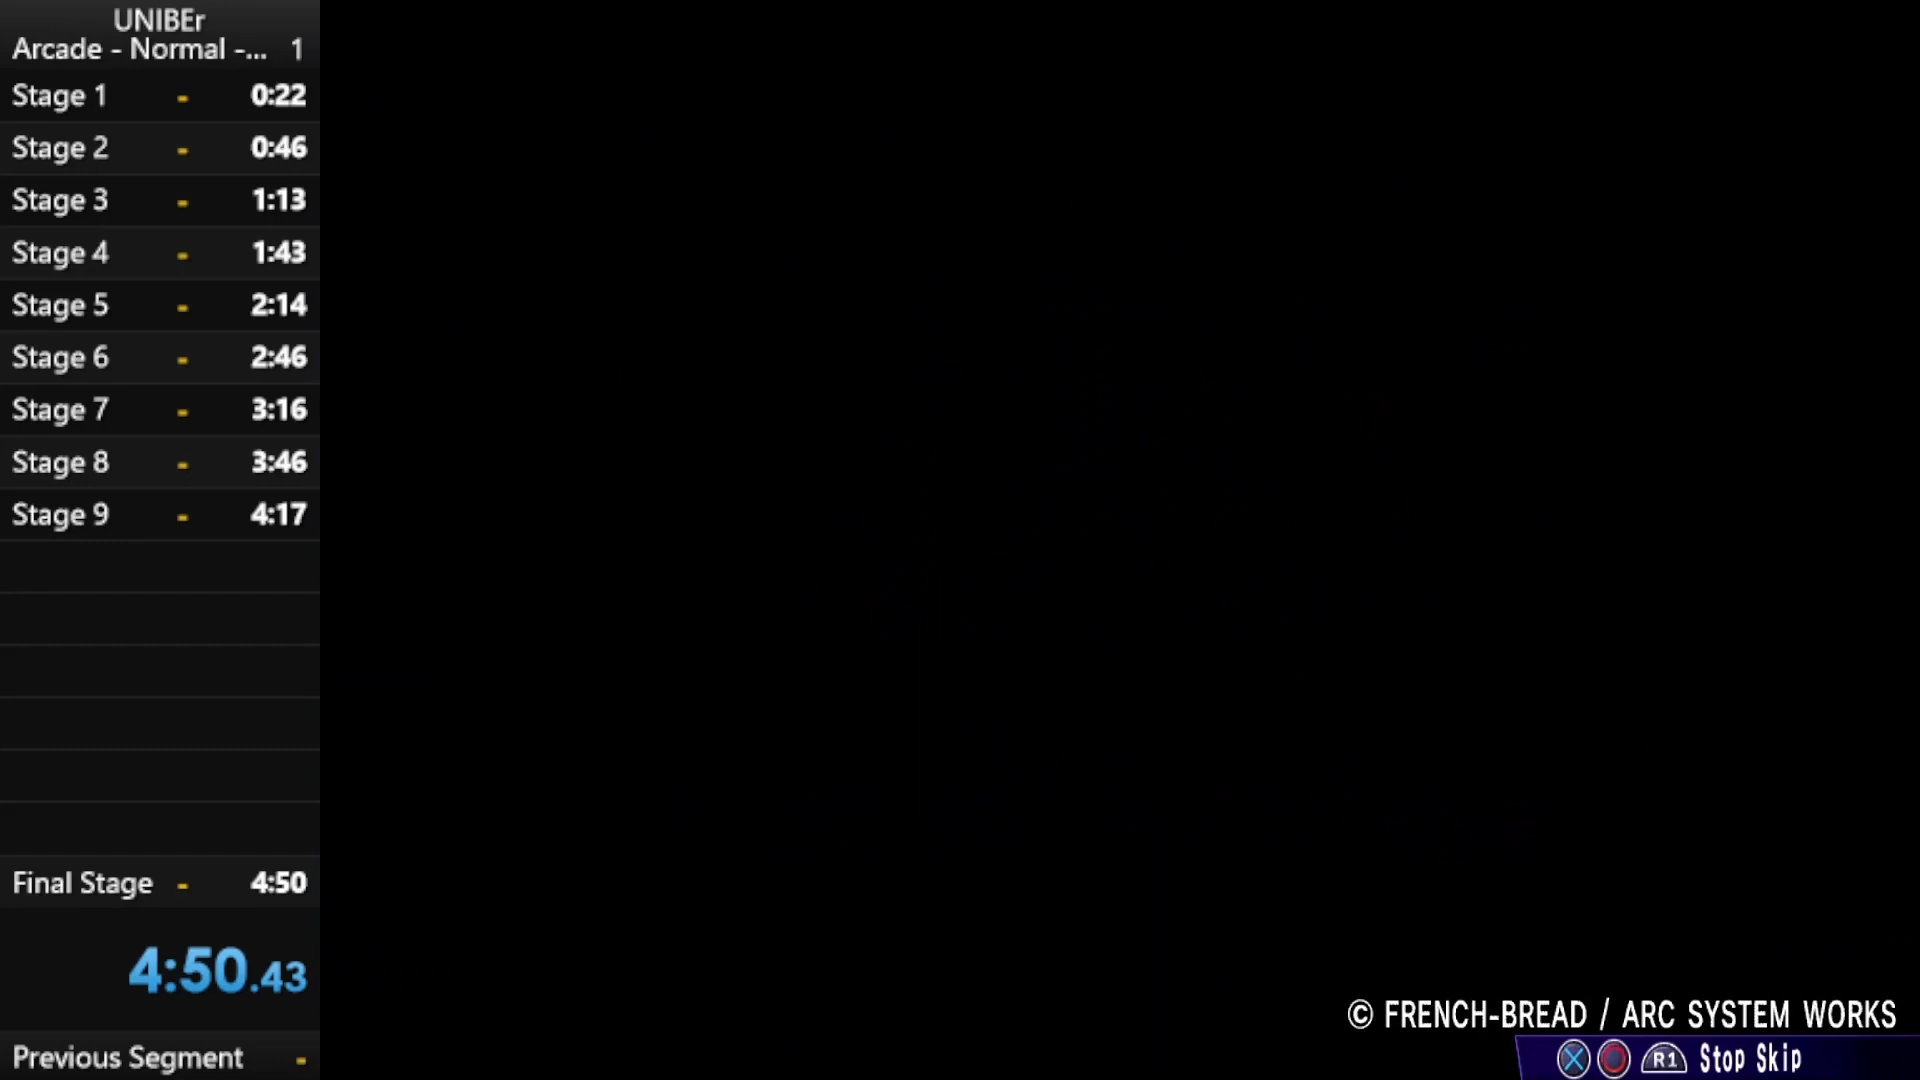 UNIBEr
Arcade - Normal -... 1
Stage 1 - 0:22
Stage 2 - 0:46
Stage 3 - 1:13
Stage 4 - 1:43
Stage 5 - 2:14
Stage 6 - 2:46
Stage 7 - 3:16
Stage 8 - 3:46
Stage 9 - 4:17
Final Stage - 4:50
4:50.43
Previous Segment -
© FRENCH-BREAD / ARC SYSTEM WORKS
R1 Stop Skip